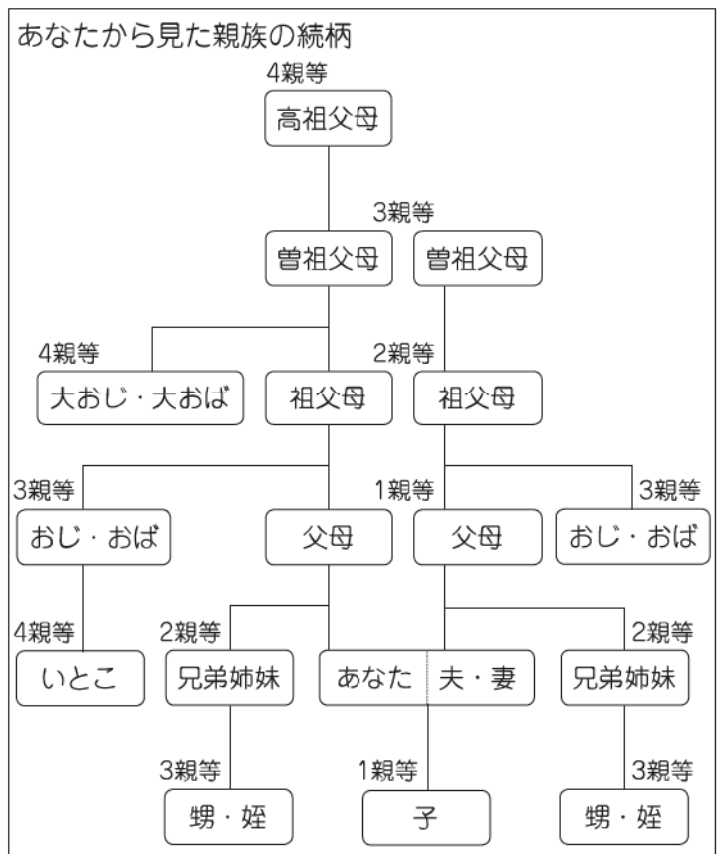 あなたから見た親族の続柄
4親等
高祖父母
3親等
曽祖父母 曽祖父母
4親等 2親等
大おじ・大おば 祖父母 祖父母
3親等 1親等 3親等
おじ・おば 父母 父母 おじ・おば
4親等 2親等 2親等
いとこ 兄弟姉妹 あなた 夫・妻 兄弟姉妹
3親等 1親等 3親等
甥・姪 子 甥・姪